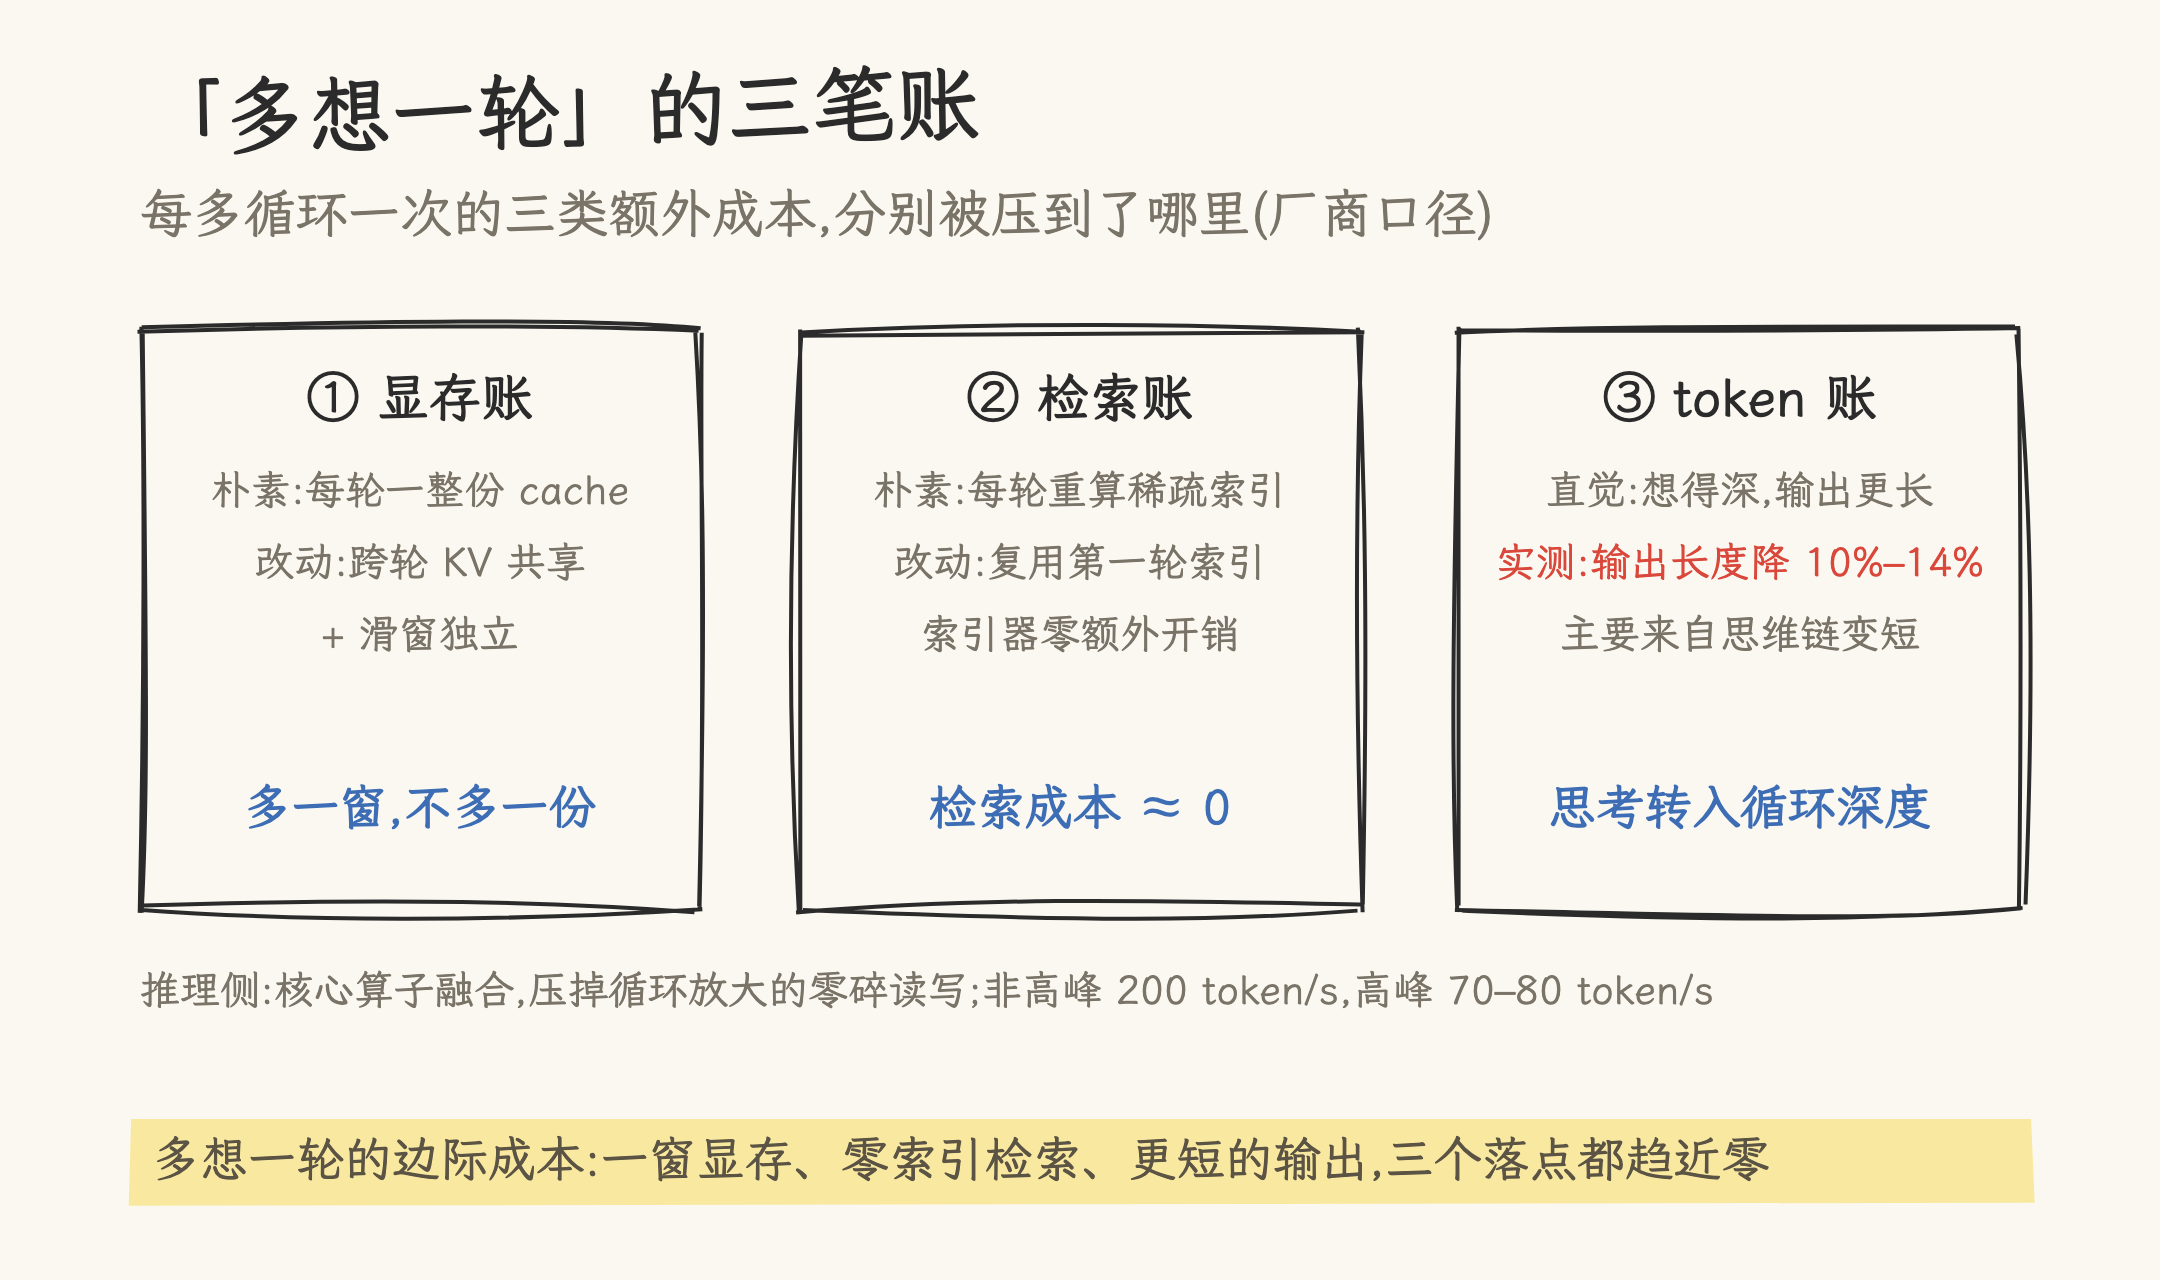 「多想一轮」的三笔账
每多循环一次的三类额外成本,分别被压到了哪里(厂商口径)
① 显存账
朴素:每轮一整份 cache
改动:跨轮 KV 共享
+ 滑窗独立
多一窗,不多一份
② 检索账
朴素:每轮重算稀疏索引
改动:复用第一轮索引
索引器零额外开销
检索成本 ≈ 0
③ token 账
直觉:想得深,输出更长
实测:输出长度降 10%–14%
主要来自思维链变短
思考转入循环深度
推理侧:核心算子融合,压掉循环放大的零碎读写;非高峰 200 token/s,高峰 70–80 token/s
多想一轮的边际成本:一窗显存、零索引检索、更短的输出,三个落点都趋近零